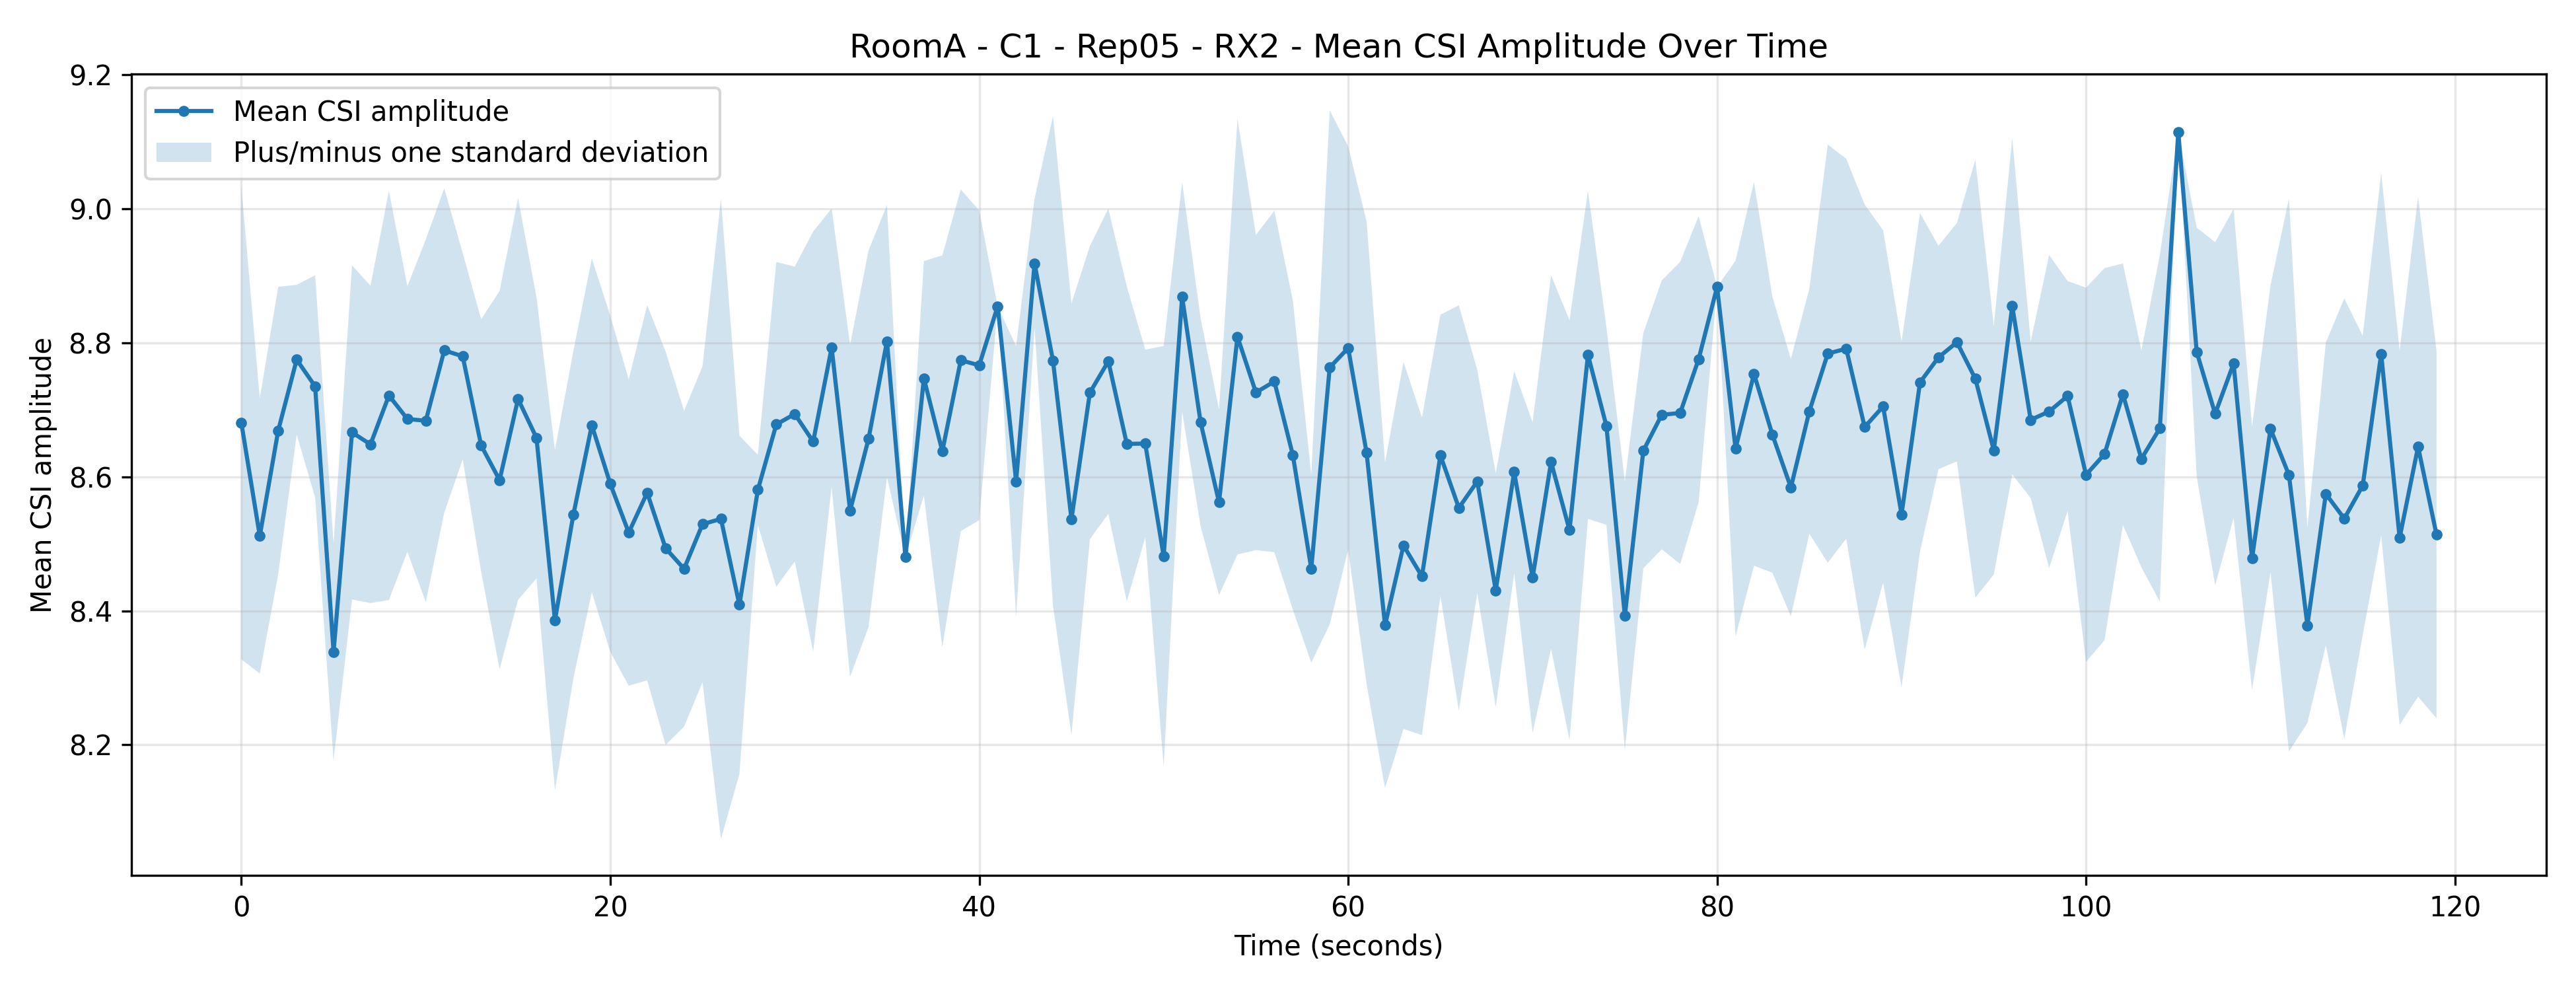 RoomA - C1 - Rep05 - RX2 - Mean CSI Amplitude Over Time
Mean CSI amplitude
Plus/minus one standard deviation
Mean CSI amplitude
9.2
9.0
8.8
8.6
8.4
8.2
0 20 40 60 80 100 120
Time (seconds)